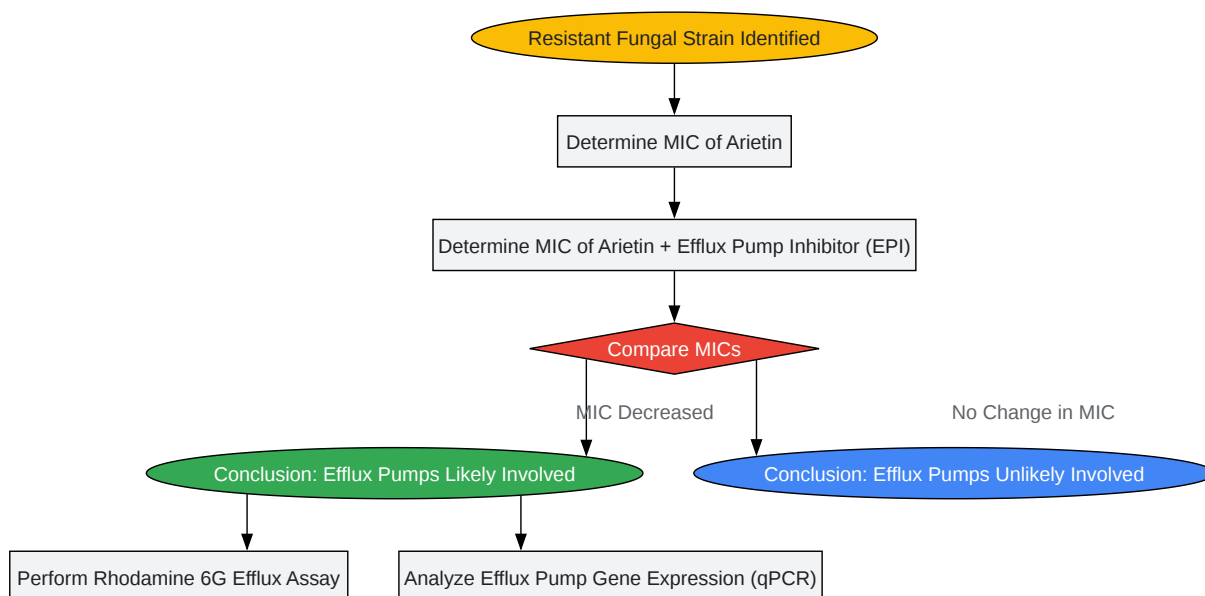 Resistant Fungal Strain Identified
Determine MIC of Arietin
Determine MIC of Arietin + Efflux Pump Inhibitor (EPI)
Compare MICs
MIC Decreased
No Change in MIC
Conclusion: Efflux Pumps Likely Involved
Conclusion: Efflux Pumps Unlikely Involved
Perform Rhodamine 6G Efflux Assay
Analyze Efflux Pump Gene Expression (qPCR)